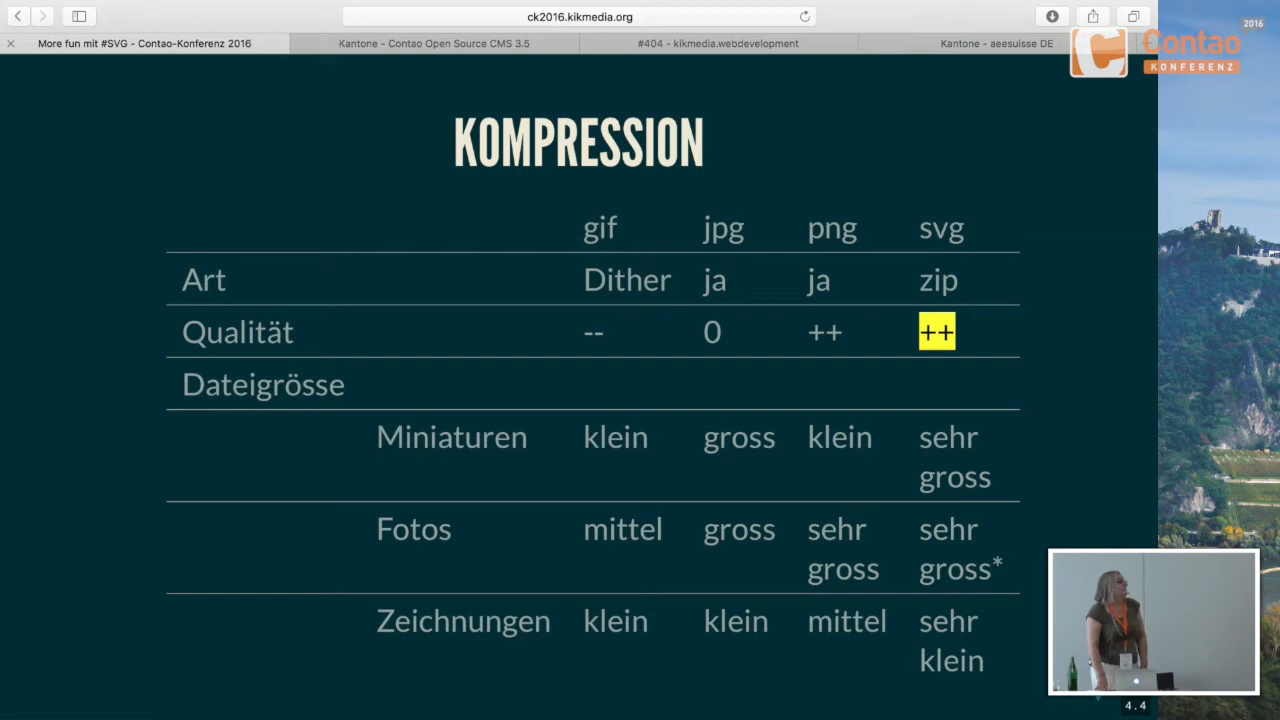 ck2016.kikmedia.org
More fun mit #SVG - Contao-Konferenz 2016
Kantone - Contao Open Source CMS 3.5
#404 - kikmedia.webdevelopment
Kantone - aeesuisse DE
2016
Contao
KONFERENZ
KOMPRESSION
gif jpg png svg
Art Dither ja ja zip
Qualität -- 0 ++ ++
Dateigrösse
Miniaturen klein gross klein sehr gross
Fotos mittel gross sehr gross sehr gross*
Zeichnungen klein klein mittel sehr klein
4.4